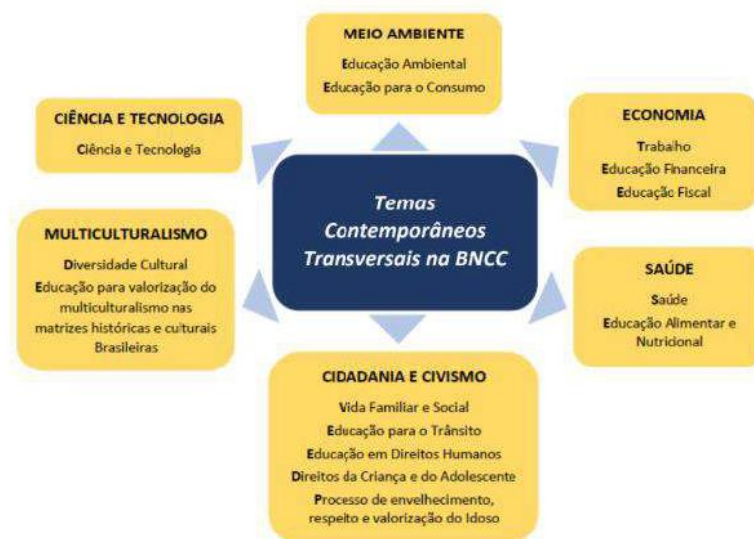 MEIO AMBIENTE
Educação Ambiental
Educação para o Consumo
CIÊNCIA E TECNOLOGIA
Ciência e Tecnologia
ECONOMIA
Trabalho
Educação Financeira
Educação Fiscal
Temas
Contemporâneos
Transversais na BNCC
MULTICULTURALISMO
Diversidade Cultural
Educação para valorização do
multiculturalismo nas
matrizes históricas e culturais
Brasileiras
SAÚDE
Saúde
Educação Alimentar e
Nutricional
CIDADANIA E CIVISMO
Vida Familiar e Social
Educação para o Trânsito
Educação em Direitos Humanos
Direitos da Criança e do Adolescente
Processo de envelhecimento,
respeito e valorização do Idoso